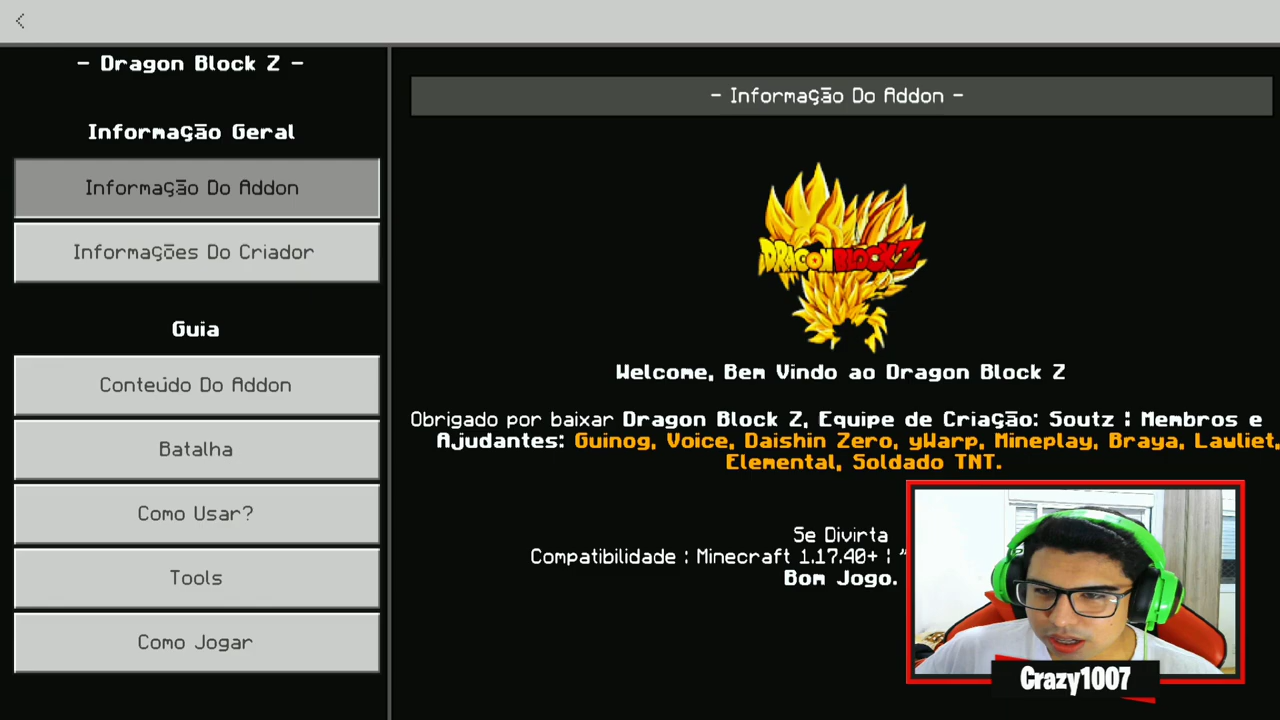 - Dragon Block Z -
Informação Geral
Informação Do Addon
Informações Do Criador
Guia
Conteúdo Do Addon
Batalha
Como Usar?
Tools
Como Jogar
- Informação Do Addon -
DRAGON BLOCK Z
Welcome, Bem Vindo ao Dragon Block Z
Obrigado por baixar Dragon Block Z, Equipe de Criação: Soutz | Membros e
Ajudantes: Guinog, Voice, Daishin Zero, yWarp, Mineplay, Braya, Lawliet,
Elemental, Soldado TNT.
Se Divirta
Compatibilidade : Minecraft 1.17.40+ | "
Bom Jogo.
Crazy1007